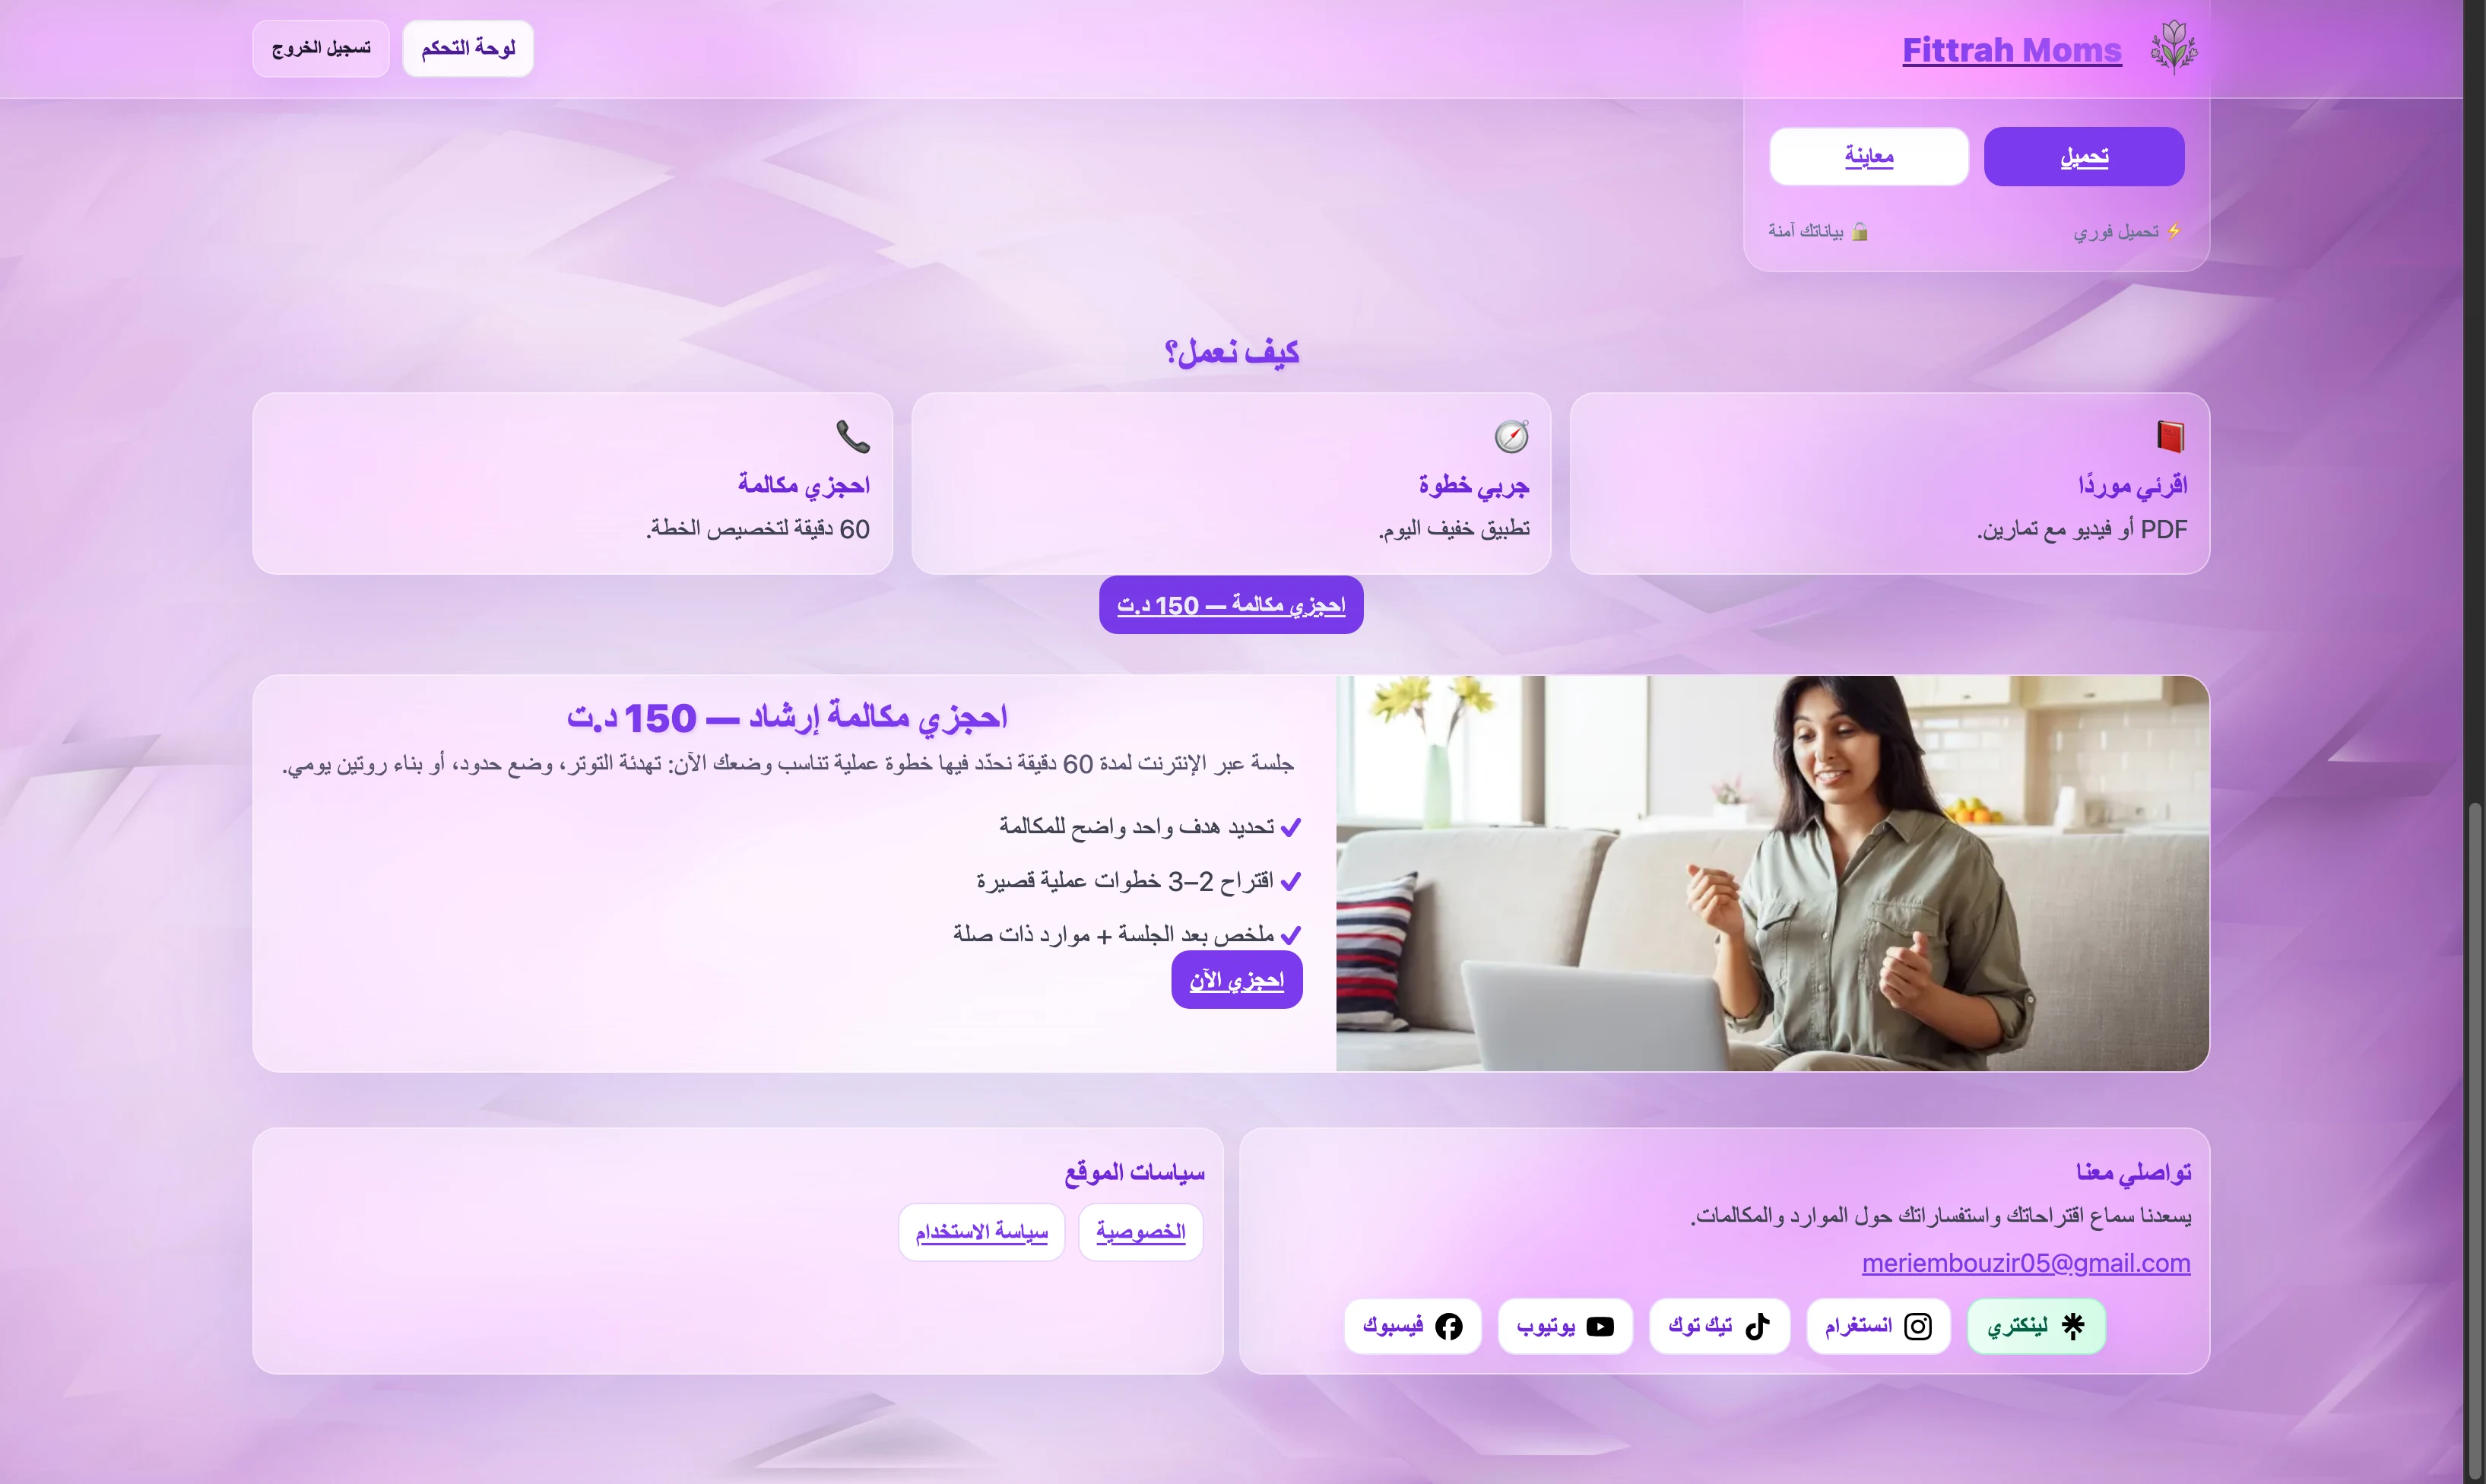 Fittrah Moms
لوحة التحكم
تسجيل الخروج
تحميل
معاينة
⚡ تحميل فوري
🔒 بياناتك آمنة
كيف نعمل؟
اقرئي موردًا
PDF أو فيديو مع تمارين.
جربي خطوة
تطبيق خفيف اليوم.
احجزي مكالمة
60 دقيقة لتخصيص الخطة.
احجزي مكالمة — 150 د.ت
احجزي مكالمة إرشاد — 150 د.ت
جلسة عبر الإنترنت لمدة 60 دقيقة نحدّد فيها خطوة عملية تناسب وضعك الآن: تهدئة التوتر، وضع حدود، أو بناء روتين يومي.
✓ تحديد هدف واحد واضح للمكالمة
✓ اقتراح 2–3 خطوات عملية قصيرة
✓ ملخص بعد الجلسة + موارد ذات صلة
احجزي الآن
تواصلي معنا
يسعدنا سماع اقتراحاتك واستفساراتك حول الموارد والمكالمات.
meriembouzir05@gmail.com
لينكتري
انستغرام
تيك توك
يوتيوب
فيسبوك
سياسات الموقع
الخصوصية
سياسة الاستخدام